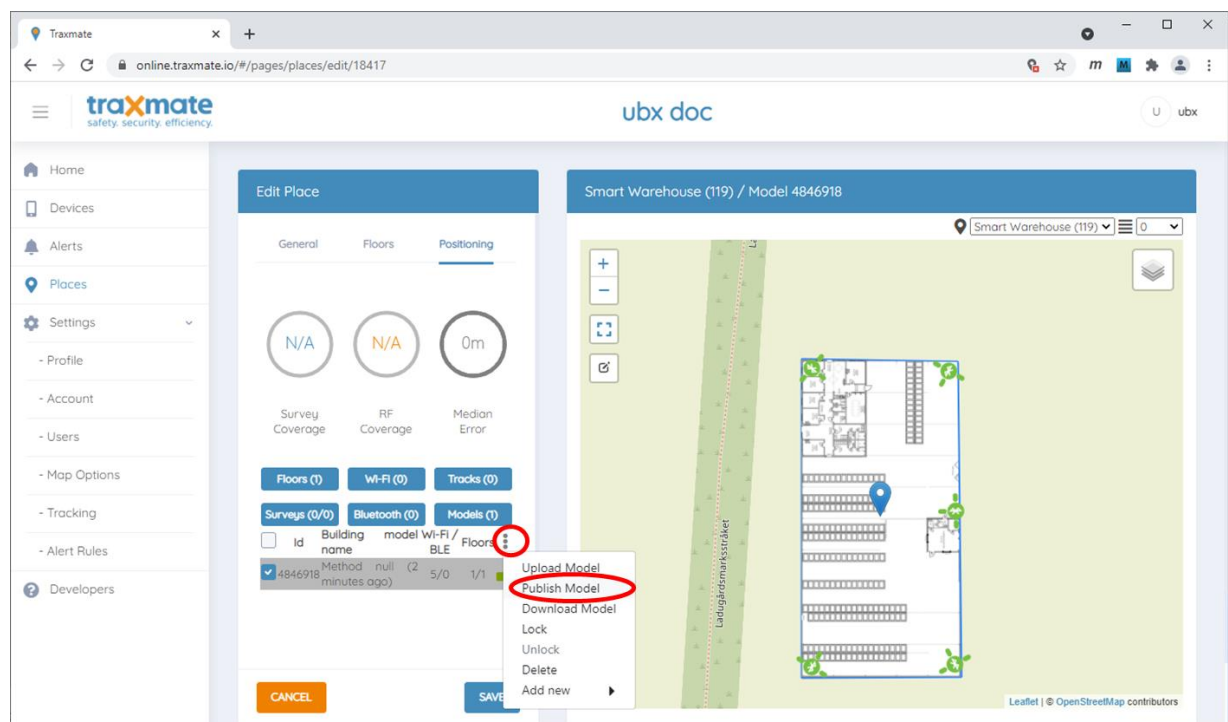 Traxmate
online.traxmate.io/#/pages/places/edit/18417
m M
traxmate
safety. security. efficiency.
ubx doc
U ubx
Home
Devices
Alerts
Places
Settings
- Profile
- Account
- Users
- Map Options
- Tracking
- Alert Rules
Developers
Edit Place
General Floors Positioning
N/A N/A 0m
Survey RF Median
Coverage Coverage Error
Floors (1) Wi-Fi (0) Tracks (0)
Surveys (0/0) Bluetooth (0) Models (1)
Id Building model Wi-Fi / Floors
name BLE
4846918 Method null (2 5/0 1/1
minutes ago)
Upload Model
Publish Model
Download Model
Lock
Unlock
Delete
Add new
CANCEL SAVE
Smart Warehouse (119) / Model 4846918
Smart Warehouse (119) 0
+
−
Ladugårdsmarksstråket
Leaflet | © OpenStreetMap contributors